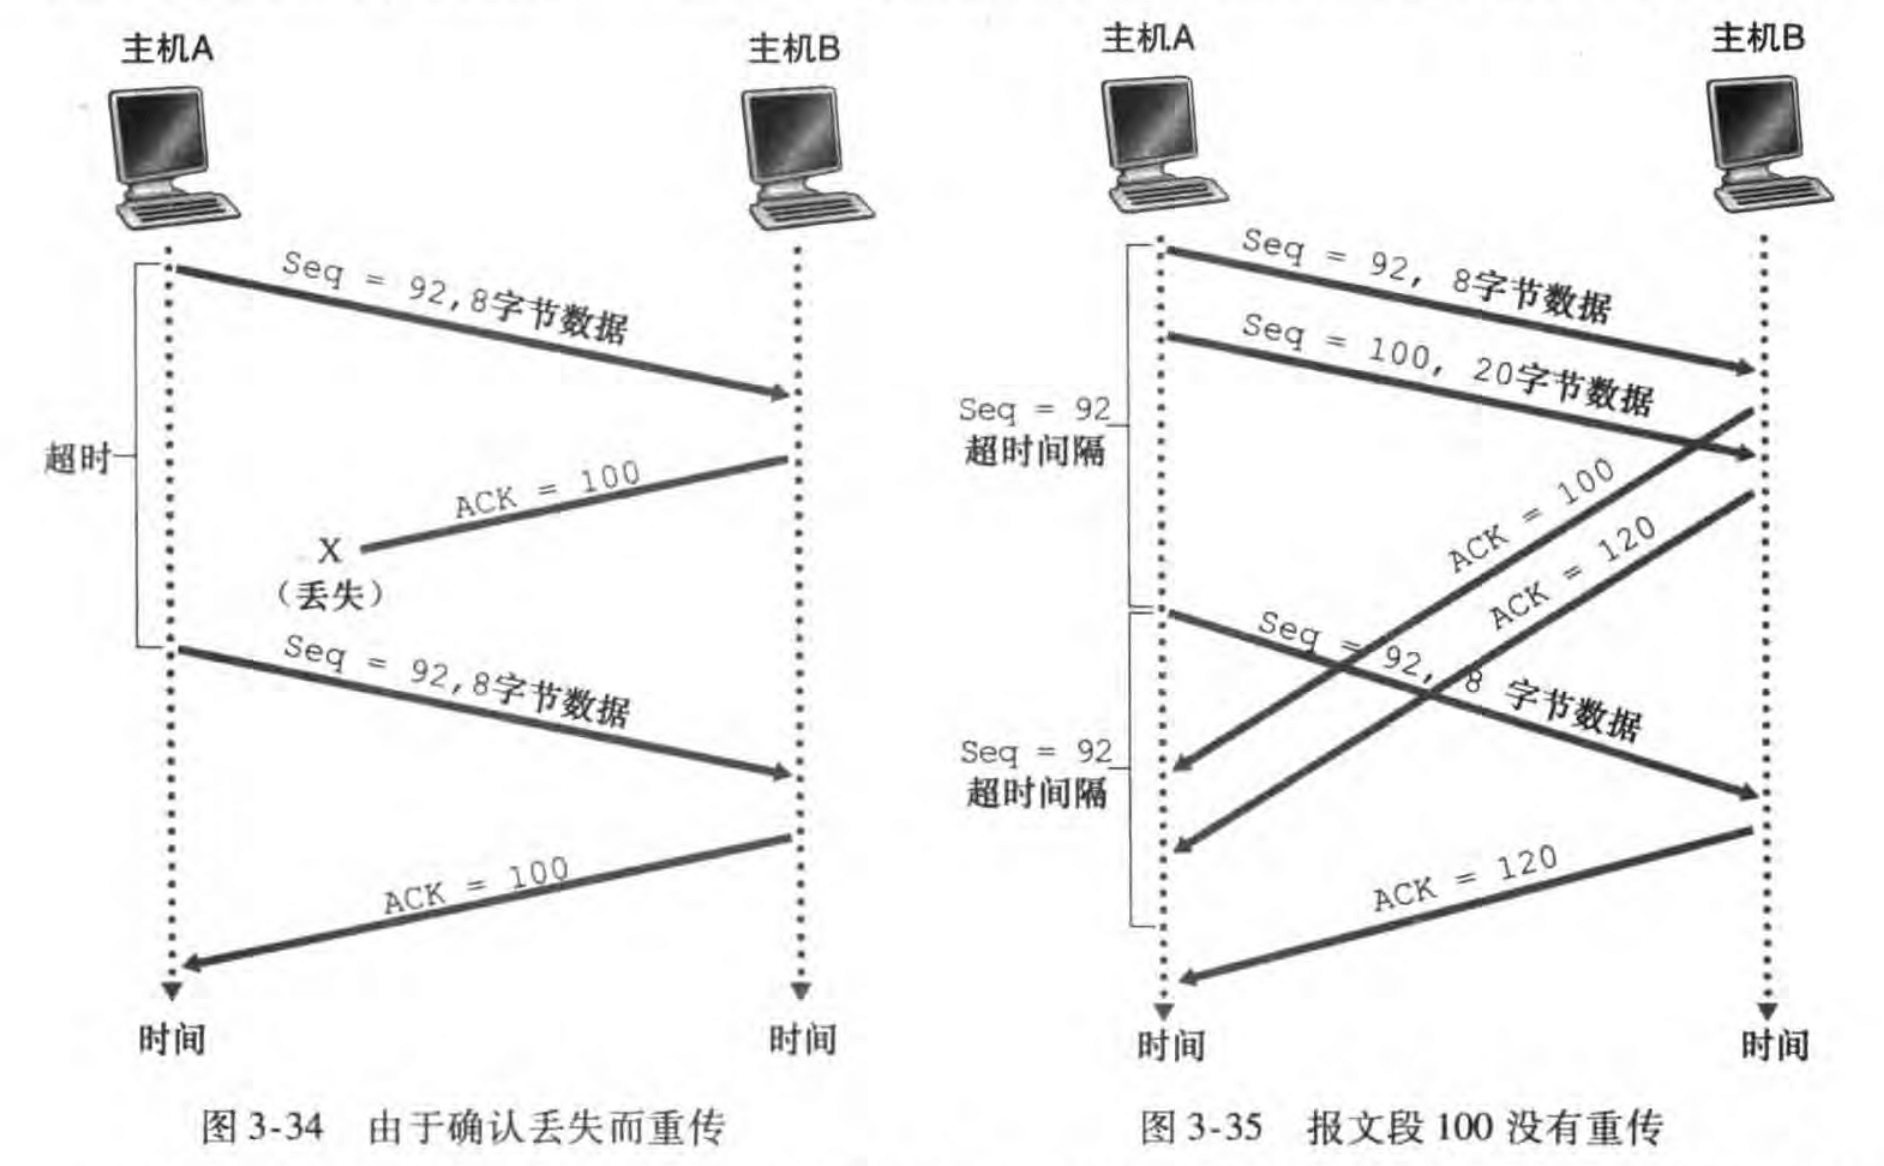 主机A
主机B
Seq = 92,8字节数据
超时
ACK = 100
X
（丢失）
Seq = 92,8字节数据
ACK = 100
时间
时间
图 3-34 由于确认丢失而重传
主机A
主机B
Seq = 92, 8字节数据
Seq = 100, 20字节数据
Seq = 92
超时间隔
ACK = 100
ACK = 120
Seq = 92, 8 字节数据
Seq = 92
超时间隔
ACK = 120
时间
时间
图 3-35 报文段 100 没有重传